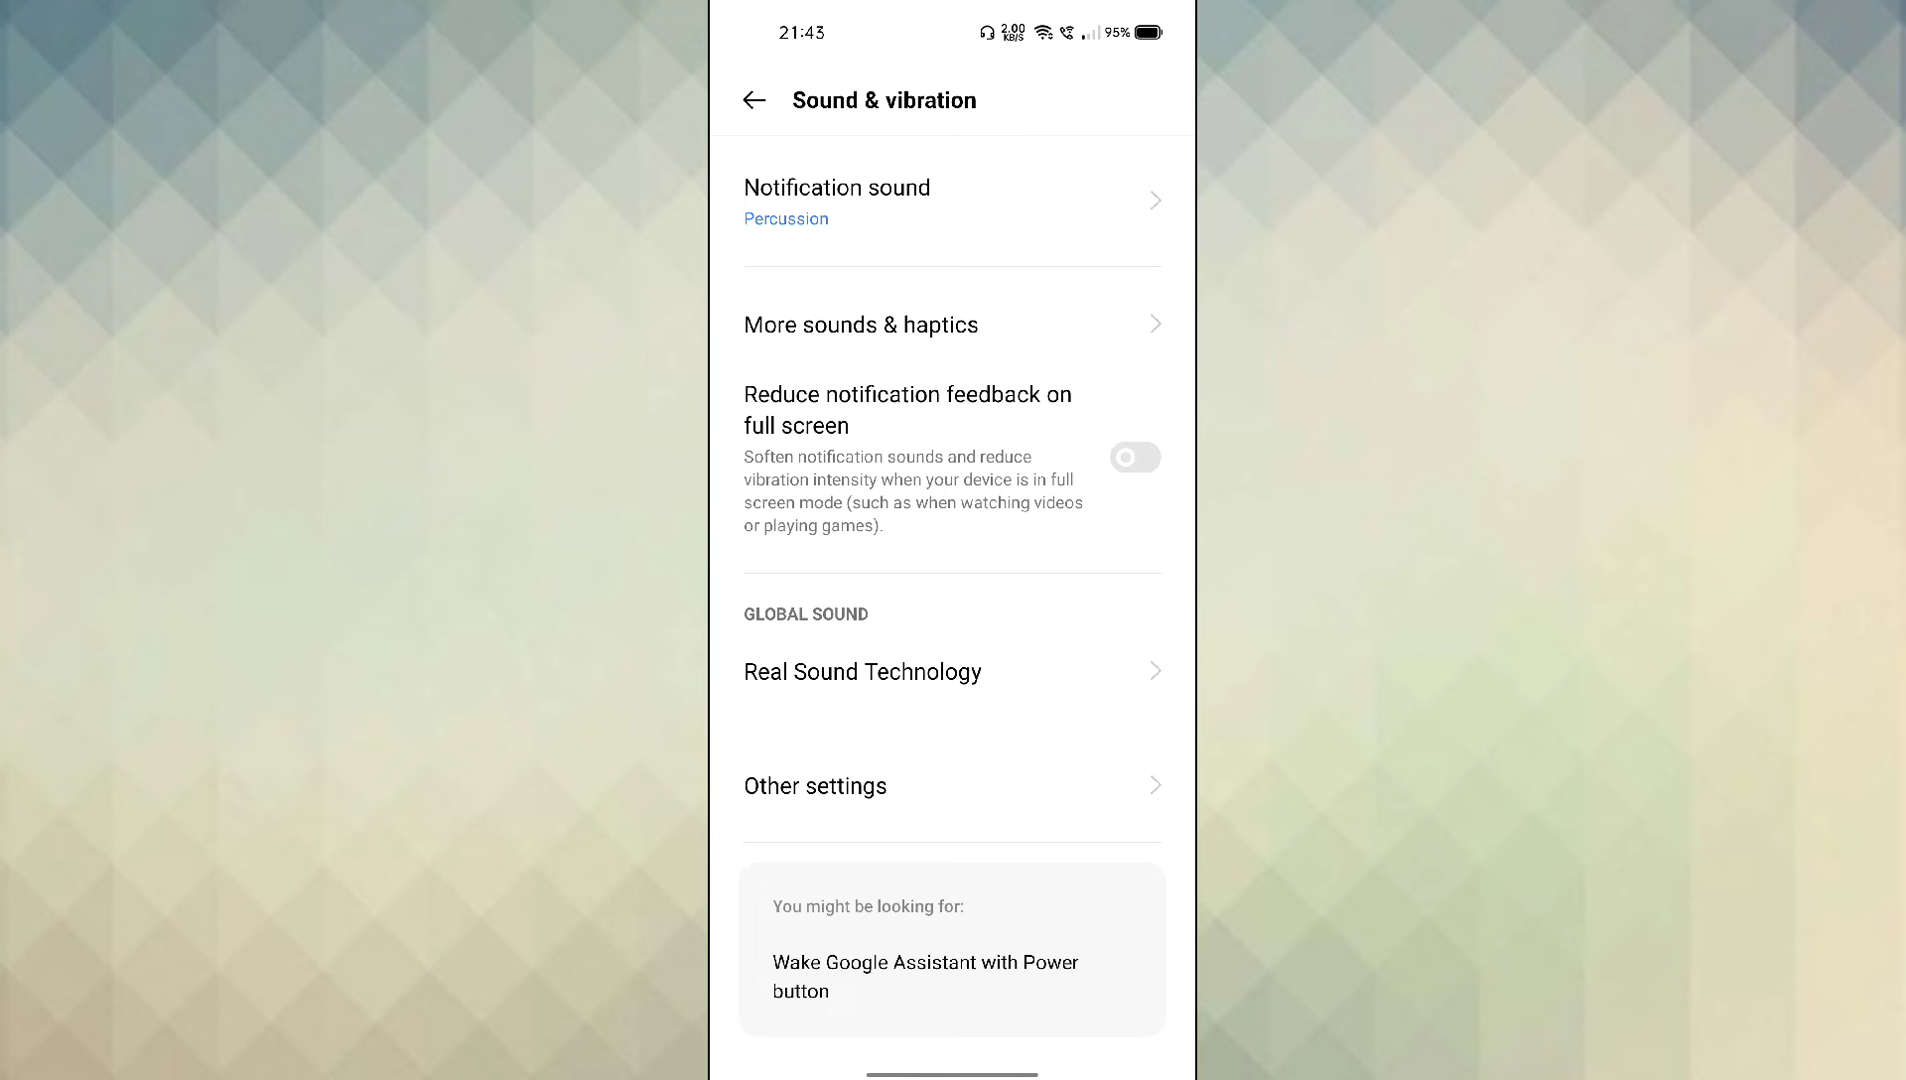 21:43
2.00
KB/S
95%
Sound & vibration
Notification sound
Percussion
More sounds & haptics
Reduce notification feedback on
full screen
Soften notification sounds and reduce
vibration intensity when your device is in full
screen mode (such as when watching videos
or playing games).
GLOBAL SOUND
Real Sound Technology
Other settings
You might be looking for:
Wake Google Assistant with Power
button